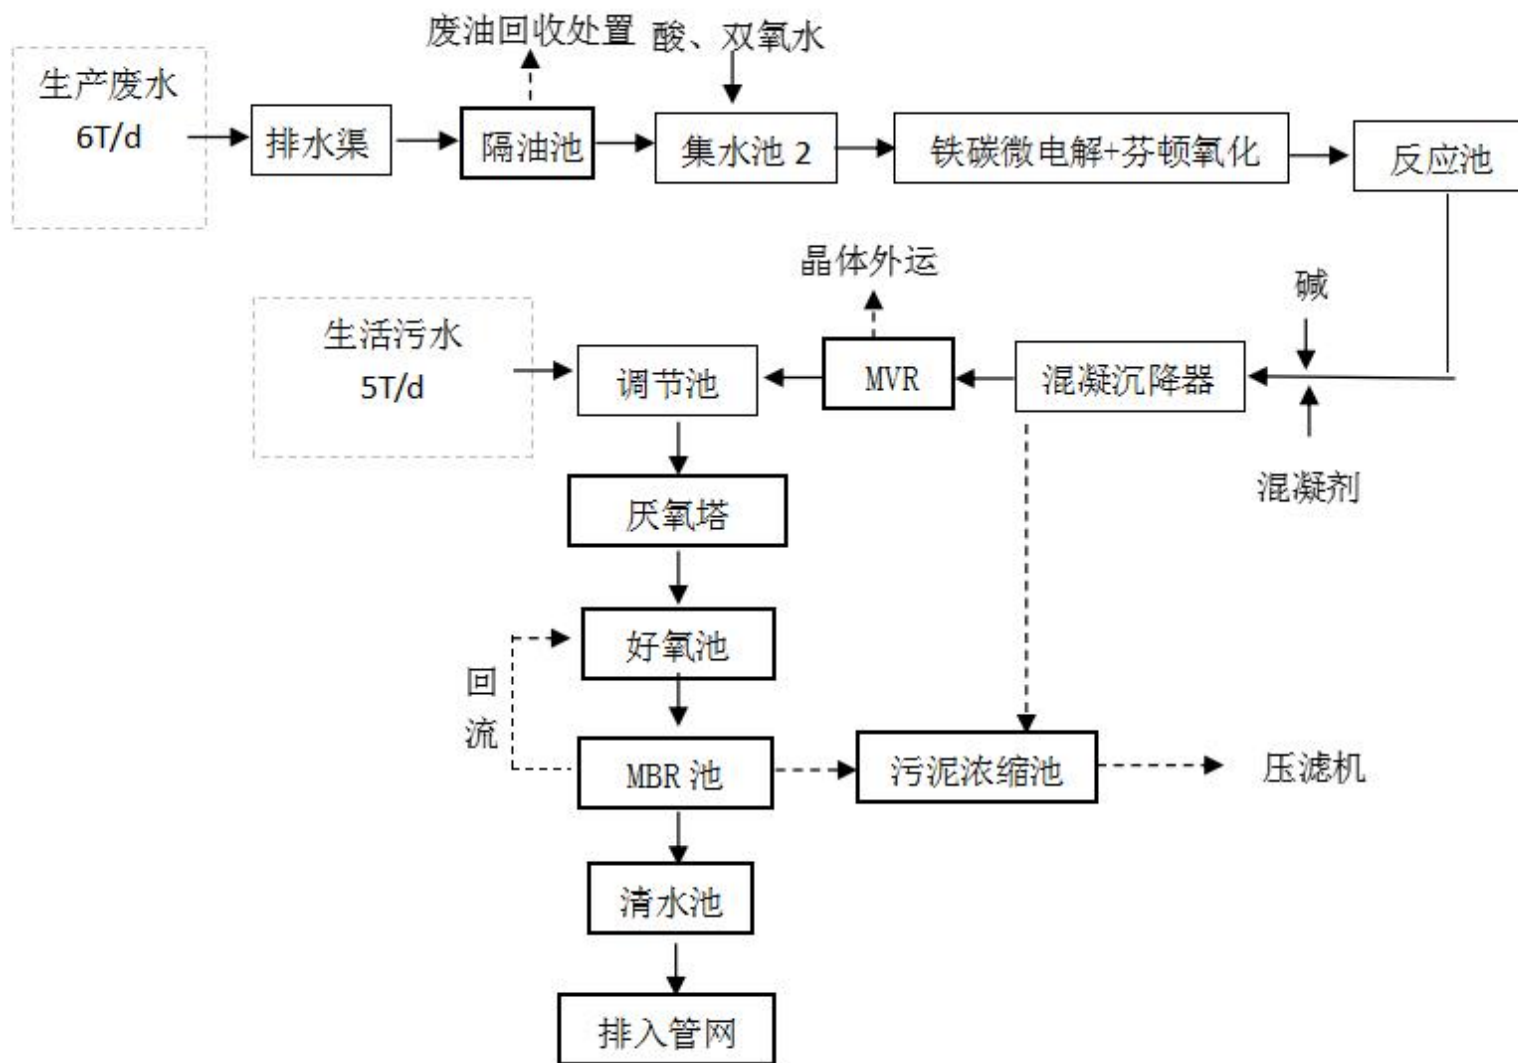 废油回收处置
酸、双氧水
生产废水
6T/d
排水渠
隔油池
集水池 2
铁碳微电解+芬顿氧化
反应池
晶体外运
碱
生活污水
5T/d
调节池
MVR
混凝沉降器
混凝剂
厌氧塔
好氧池
回
流
MBR 池
污泥浓缩池
压滤机
清水池
排入管网